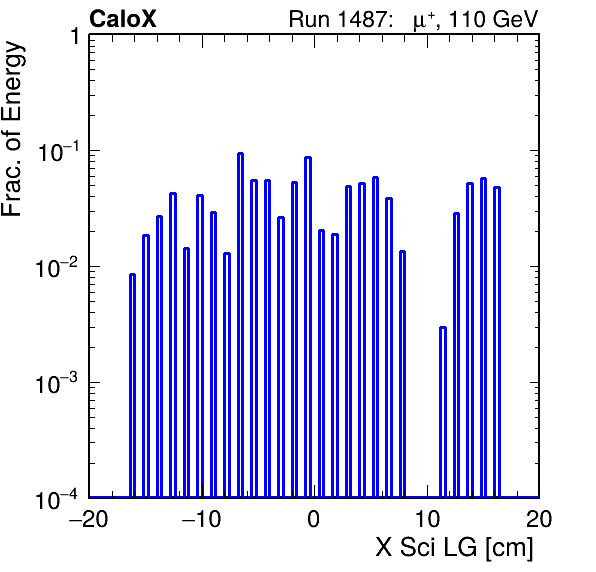 CaloX Run 1487: μ⁺, 110 GeV
Frac. of Energy
1
10⁻¹
10⁻²
10⁻³
10⁻⁴
−20 −10 0 10 20
X Sci LG [cm]